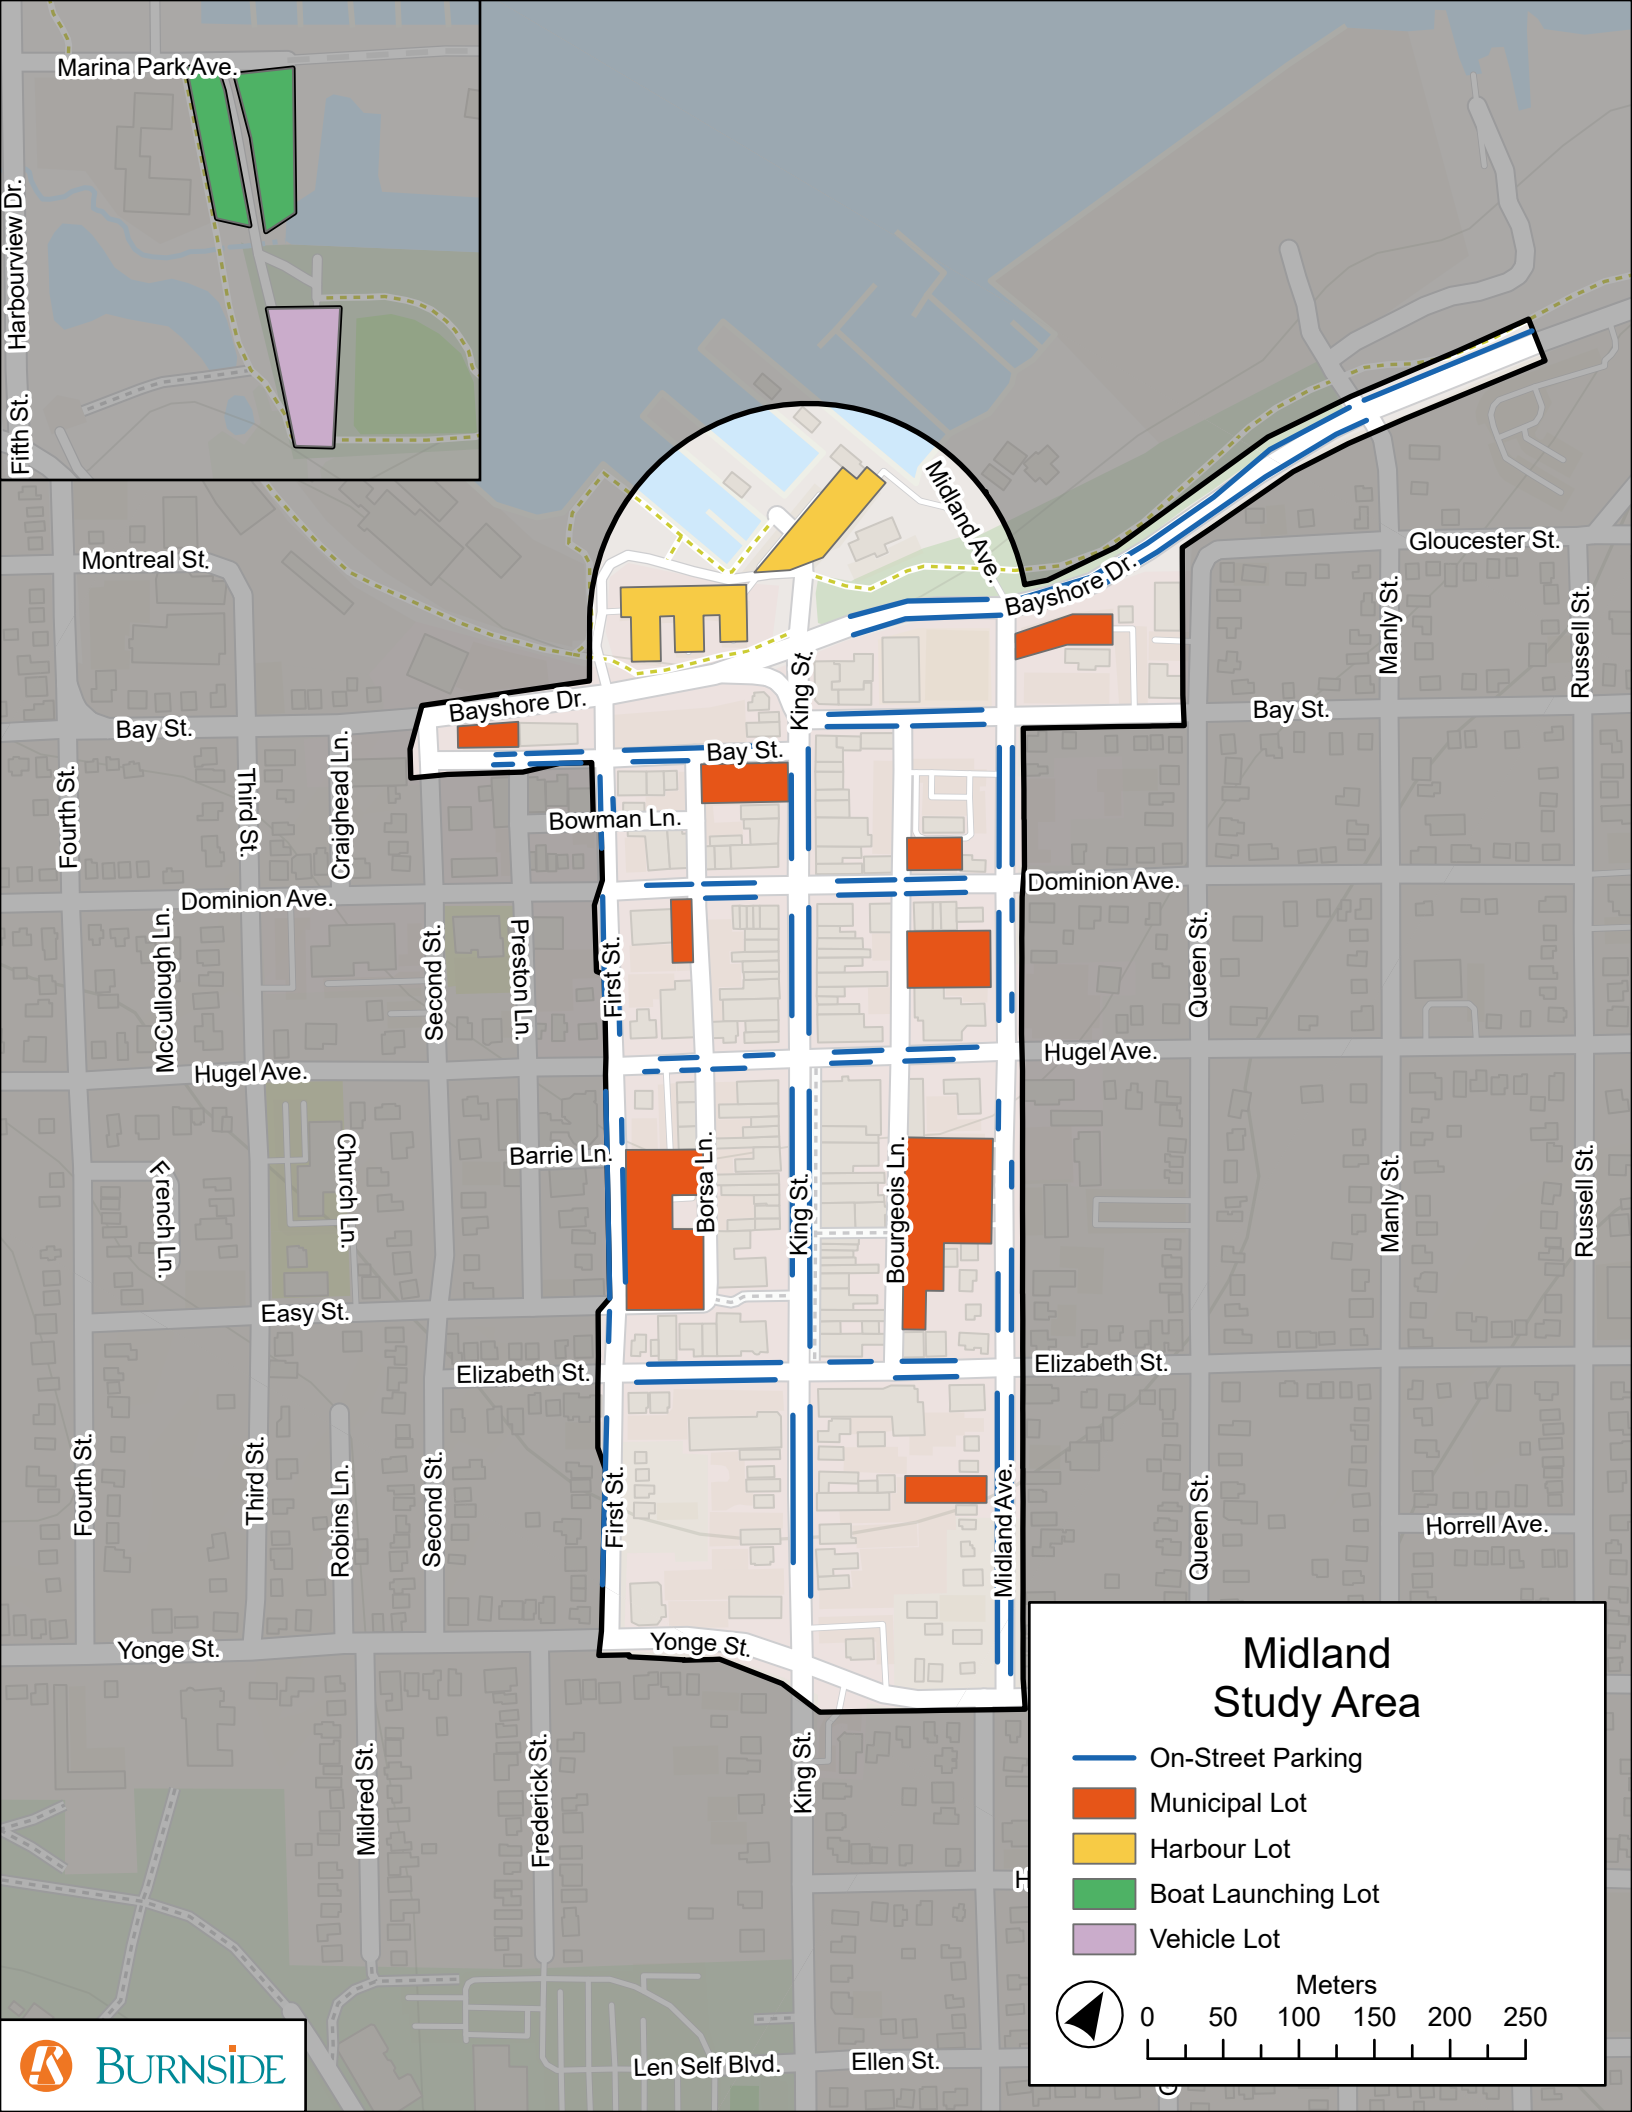 Marina Park Ave.
Harbourview Dr.
Fifth St.
Midland Ave.
Montreal St.
Gloucester St.
Bayshore Dr.
Manly St.
Russell St.
King St.
Bayshore Dr.
Bay St.
Bay St.
Bay St.
Fourth St.
Third St.
Craighead Ln.
Bowman Ln.
Dominion Ave.
Dominion Ave.
McCullough Ln.
Second St.
Preston Ln.
First St.
Queen St.
Hugel Ave.
Hugel Ave.
French Ln.
Church Ln.
Barrie Ln.
Borsa Ln.
King St.
Bourgeois Ln.
Manly St.
Russell St.
Easy St.
Elizabeth St.
Elizabeth St.
Fourth St.
Third St.
Robins Ln.
Second St.
First St.
Midland Ave.
Queen St.
Horrell Ave.
Yonge St.
Yonge St.
Mildred St.
Frederick St.
King St.
H
Len Self Blvd.
Ellen St.
Midland
Study Area
On-Street Parking
Municipal Lot
Harbour Lot
Boat Launching Lot
Vehicle Lot
Meters
0 50 100 150 200 250
BURNSIDE